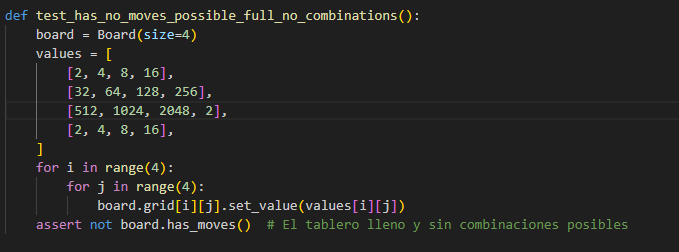 def test_has_no_moves_possible_full_no_combinations():
    board = Board(size=4)
    values = [
        [2, 4, 8, 16],
        [32, 64, 128, 256],
        [512, 1024, 2048, 2],
        [2, 4, 8, 16],
    ]
    for i in range(4):
        for j in range(4):
            board.grid[i][j].set_value(values[i][j])
    assert not board.has_moves()  # El tablero lleno y sin combinaciones posibles